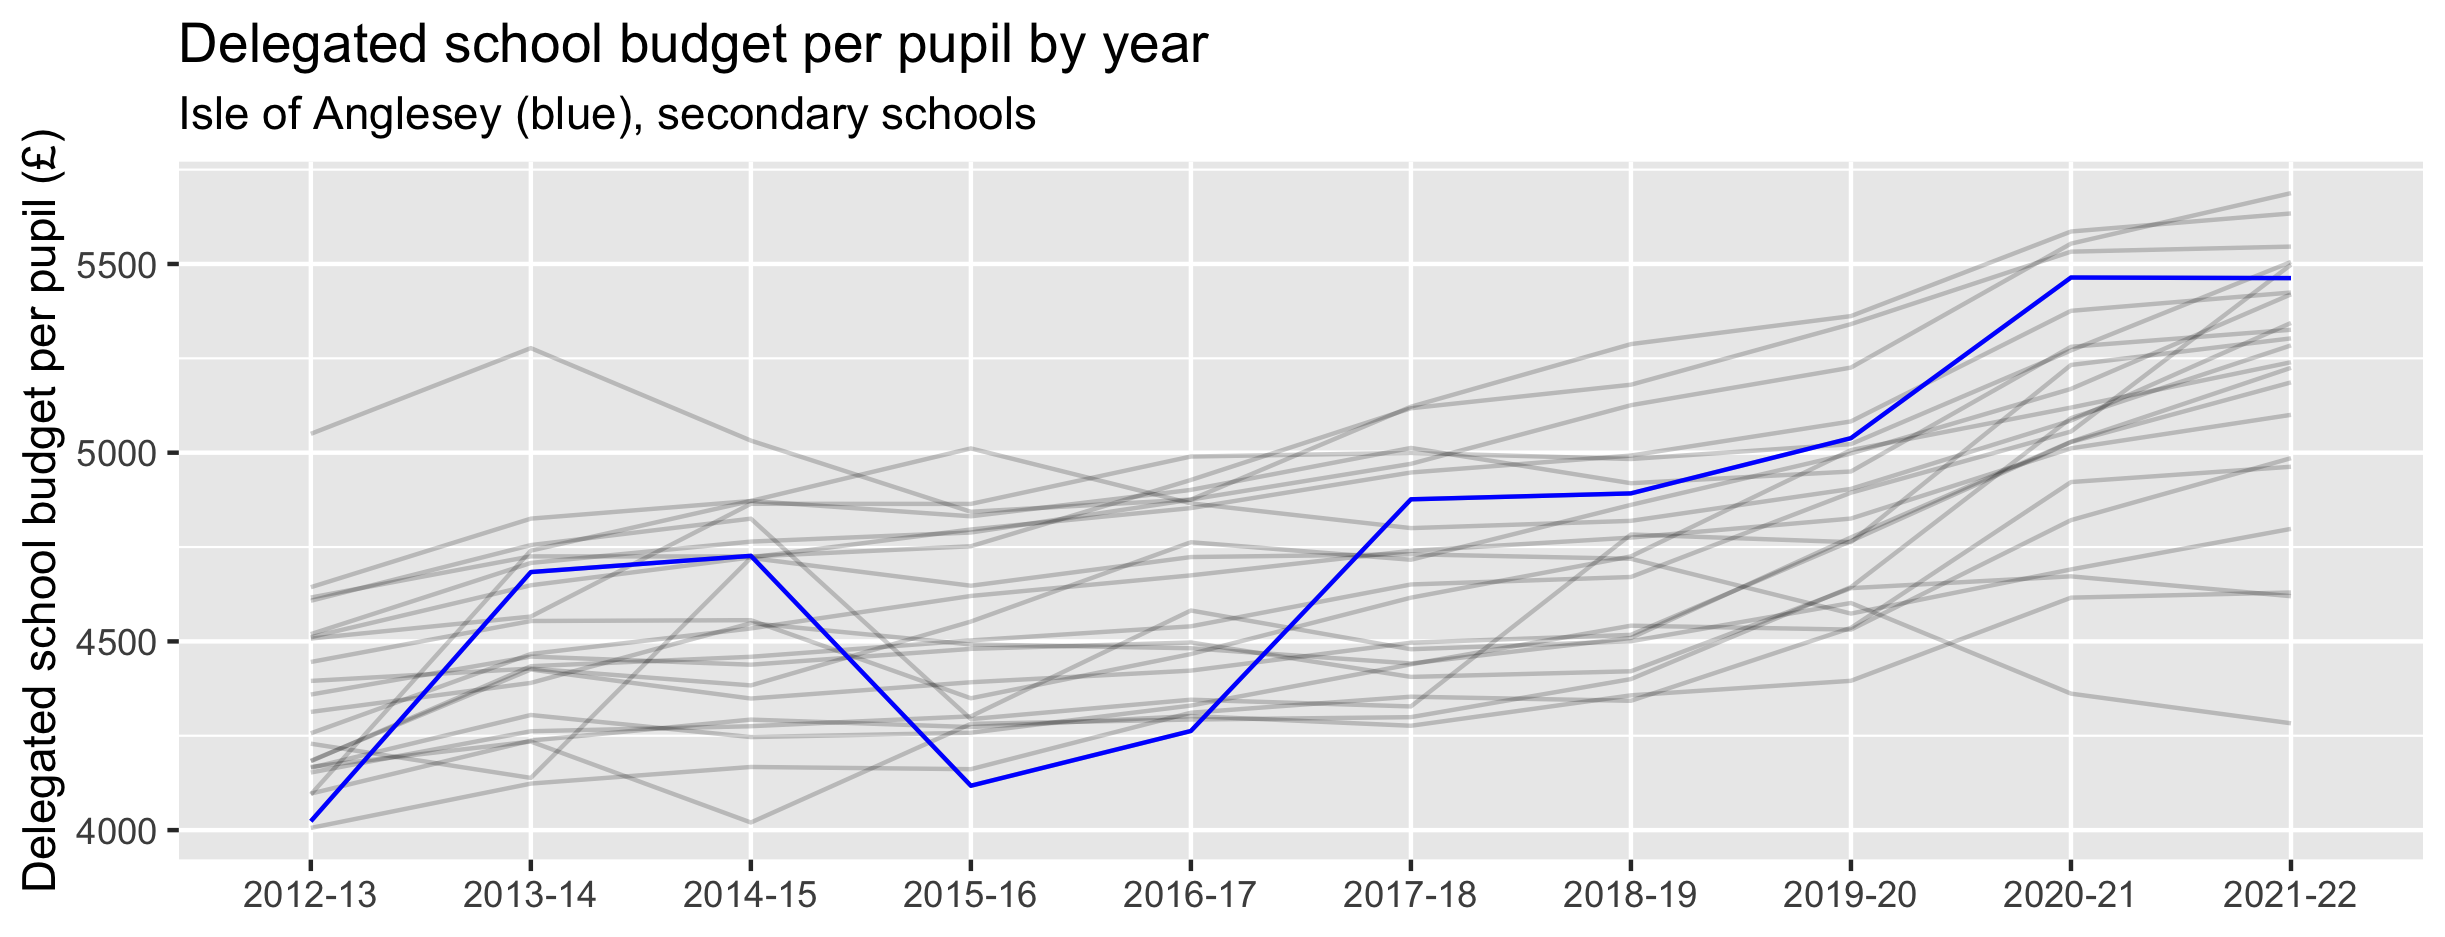 Delegated school budget per pupil by year
Isle of Anglesey (blue), secondary schools
Delegated school budget per pupil (£)
5500
5000
4500
4000
2012-13 2013-14 2014-15 2015-16 2016-17 2017-18 2018-19 2019-20 2020-21 2021-22